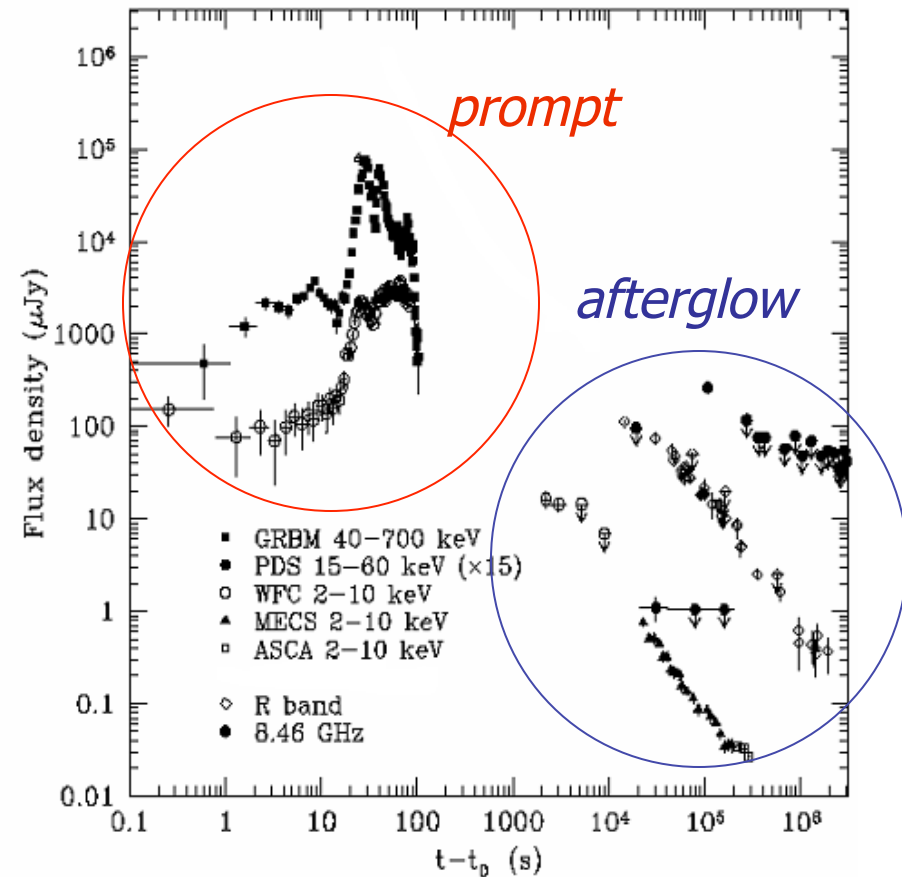 prompt
afterglow
Flux density (μJy)
10⁶
10⁵
10⁴
1000
100
10
1
0.1
0.01
GRBM 40–700 keV
PDS 15–60 keV (×15)
WFC 2–10 keV
MECS 2–10 keV
ASCA 2–10 keV
R band
8.46 GHz
0.1 1 10 100 1000 10⁴ 10⁵ 10⁶
t−t₀ (s)